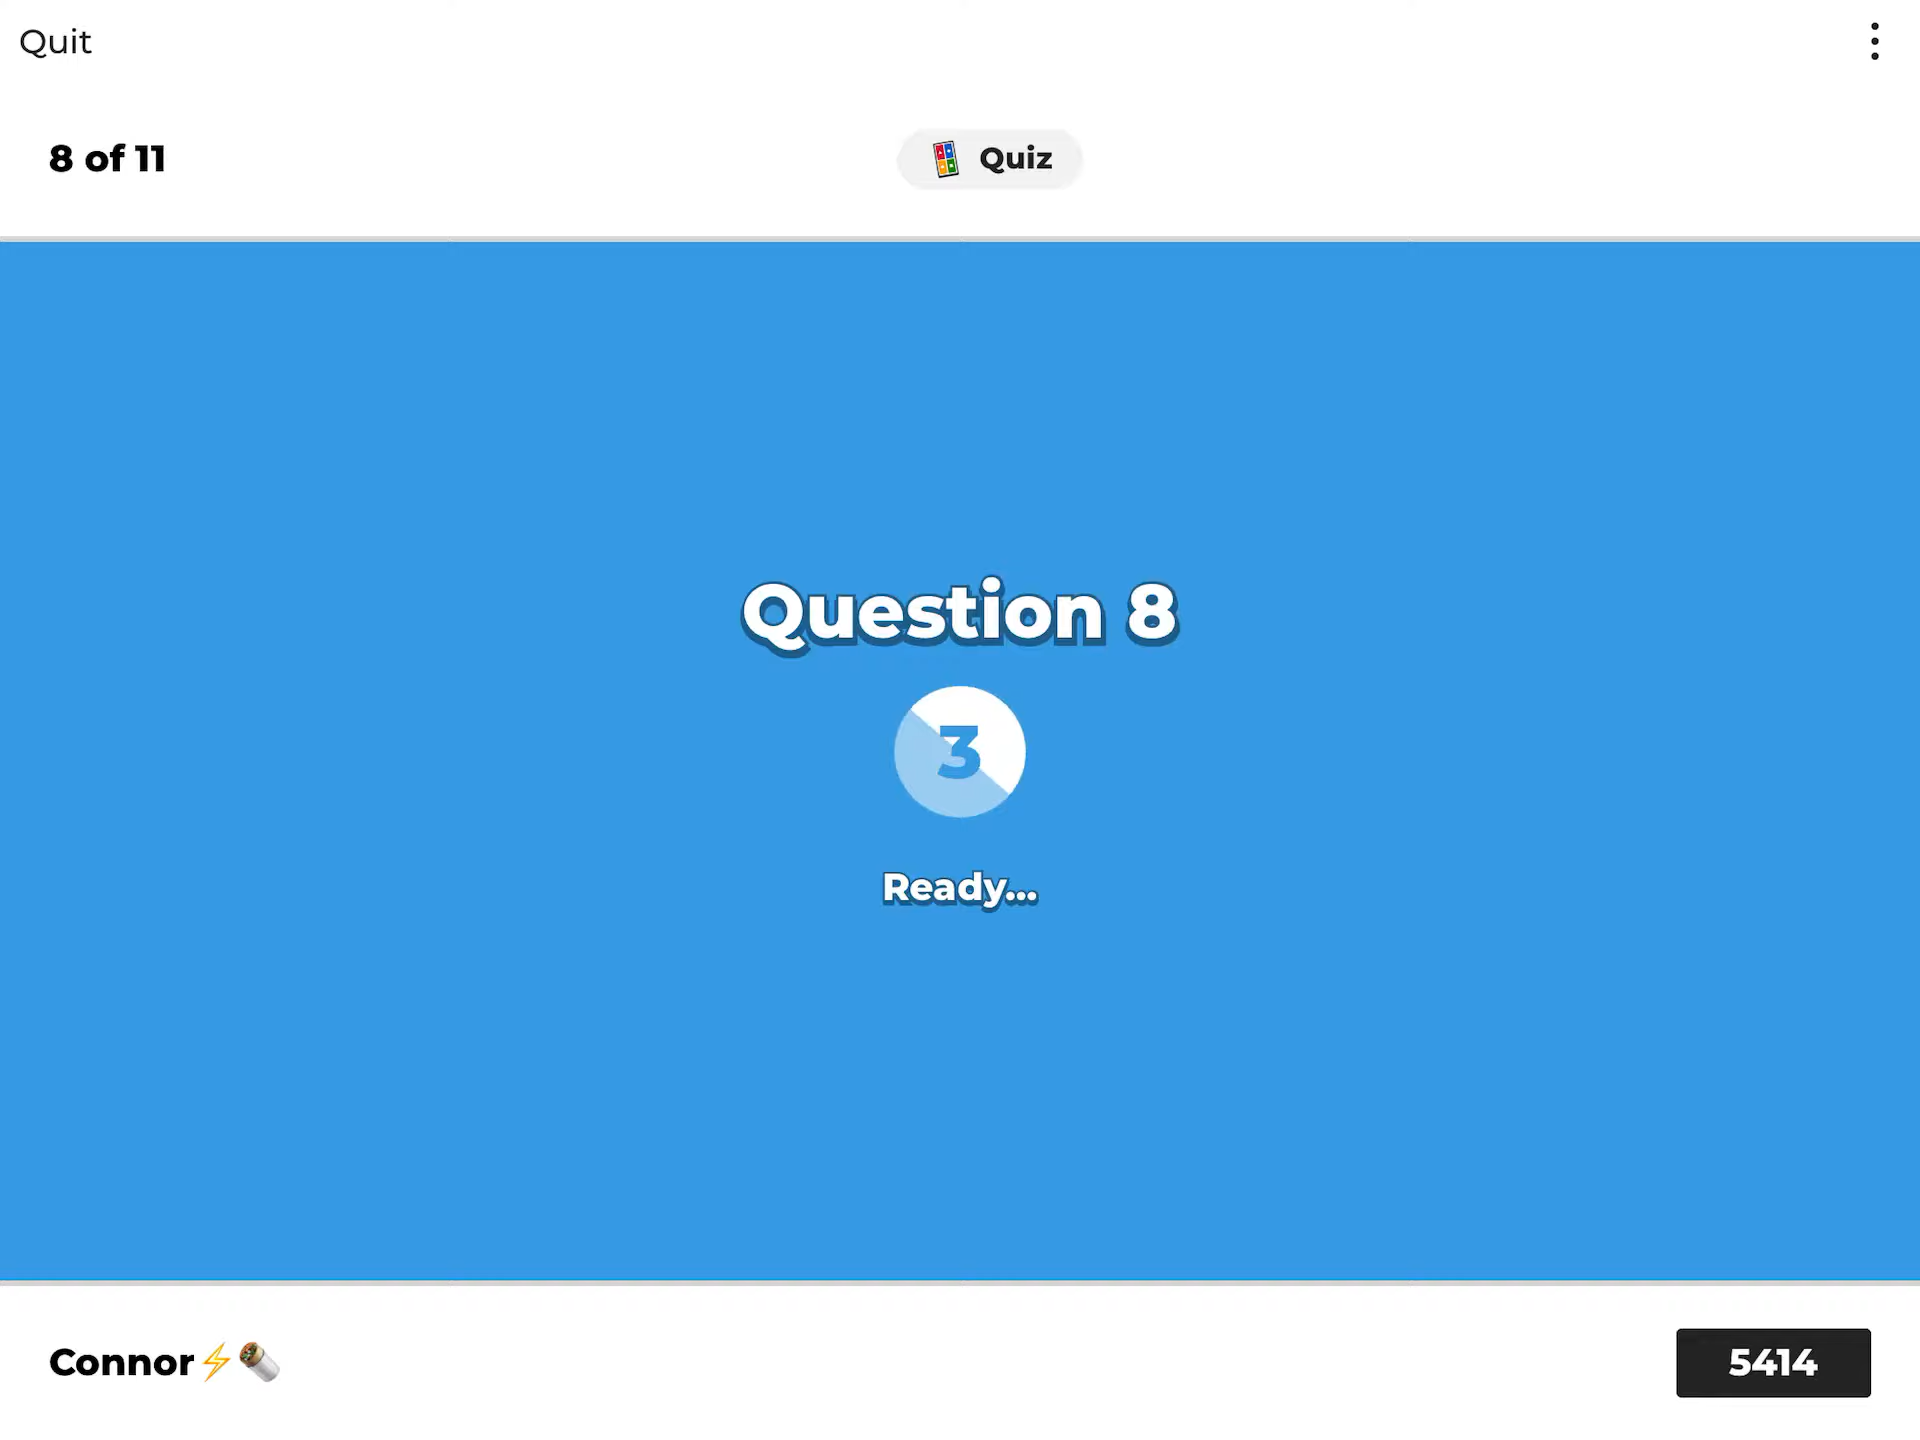 Quit
8 of 11
Quiz
Question 8
3
Ready...
Connor⚡🌯
5414